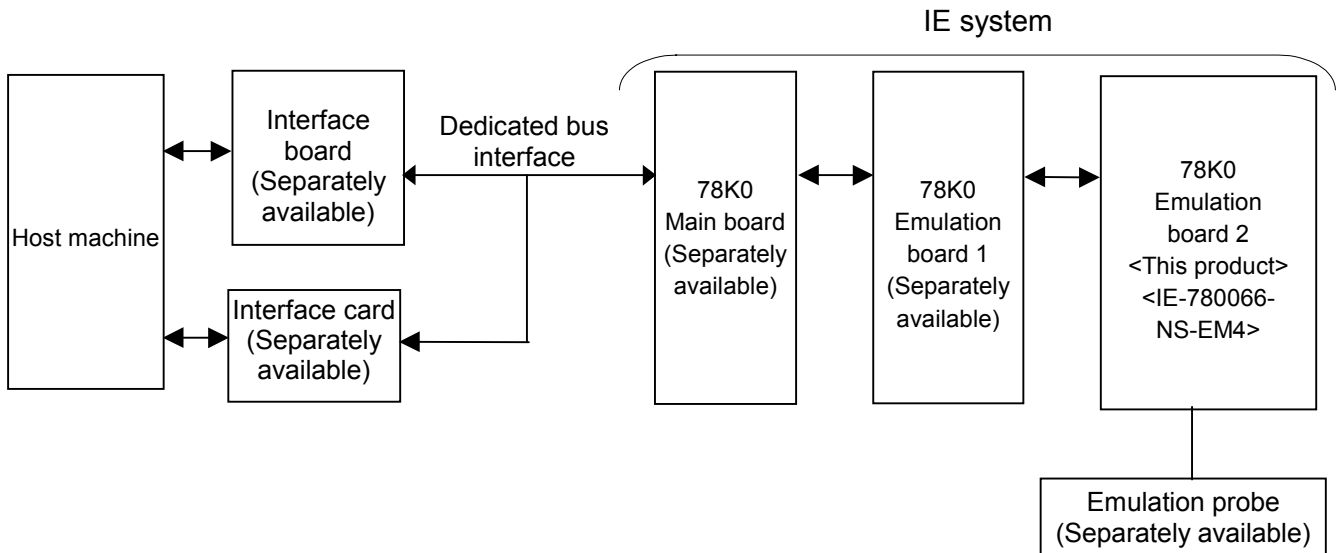 IE system
Host machine
Interface
board
(Separately
available)
Interface card
(Separately
available)
Dedicated bus
interface
78K0
Main board
(Separately
available)
78K0
Emulation
board 1
(Separately
available)
78K0
Emulation
board 2
<This product>
<IE-780066-
NS-EM4>
Emulation probe
(Separately available)